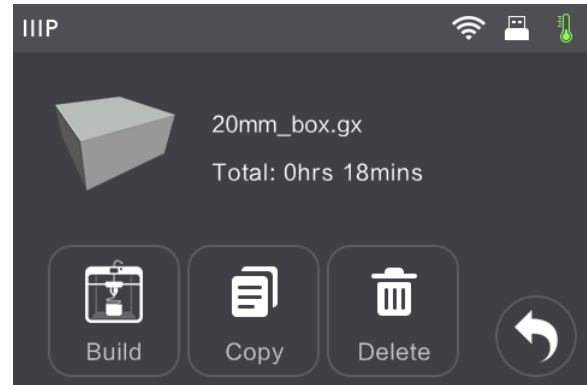 IIIP
20mm_box.gx
Total: 0hrs 18mins
Build Copy Delete